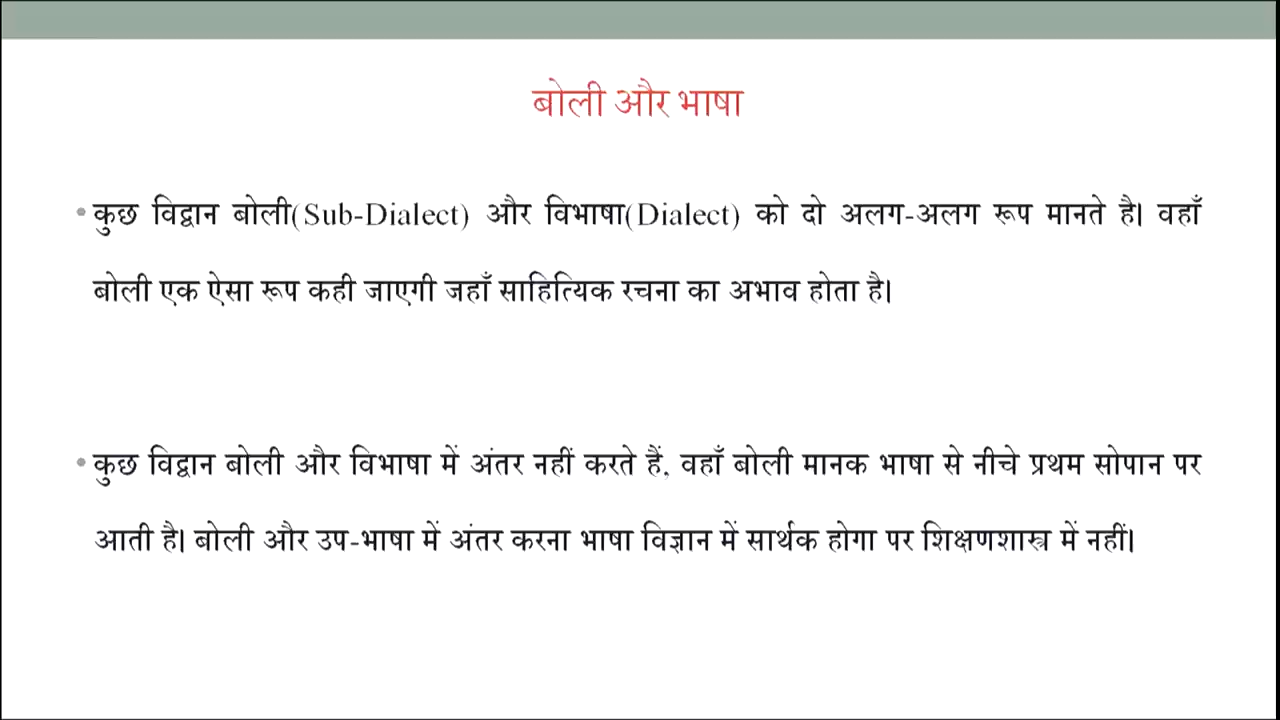 बोली और भाषा
• कुछ विद्वान बोली(Sub-Dialect) और विभाषा(Dialect) को दो अलग-अलग रूप मानते है। वहाँ
बोली एक ऐसा रूप कही जाएगी जहाँ साहित्यिक रचना का अभाव होता है।
• कुछ विद्वान बोली और विभाषा में अंतर नहीं करते हैं, वहाँ बोली मानक भाषा से नीचे प्रथम सोपान पर
आती है। बोली और उप-भाषा में अंतर करना भाषा विज्ञान में सार्थक होगा पर शिक्षणशास्त्र में नहीं।